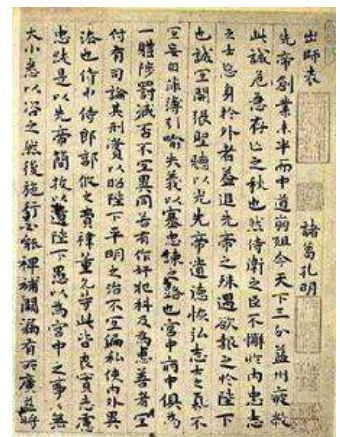 出師表
諸葛孔明
先帝創業未半而中道崩殂今天下三分益州疲敝
此誠危急存亡之秋也然侍衛之臣不懈於內忠志
之士忘身於外者蓋追先帝之殊遇欲報之於陛下
也誠宜開張聖聽以光先帝遺德恢弘志士之氣不
宜妄自菲薄引喻失義以塞忠諫之路也宮中府中俱為
一體陟罰臧否不宜異同若有作奸犯科及為忠善者宜
付有司論其刑賞以昭陛下平明之治不宜偏私使內外異
法也侍中侍郎郭攸之費禕董允等此皆良實志慮
忠純是以先帝簡拔以遺陛下愚以為宮中之事無
大小悉以咨之然後施行必能裨補闕漏有所廣益將